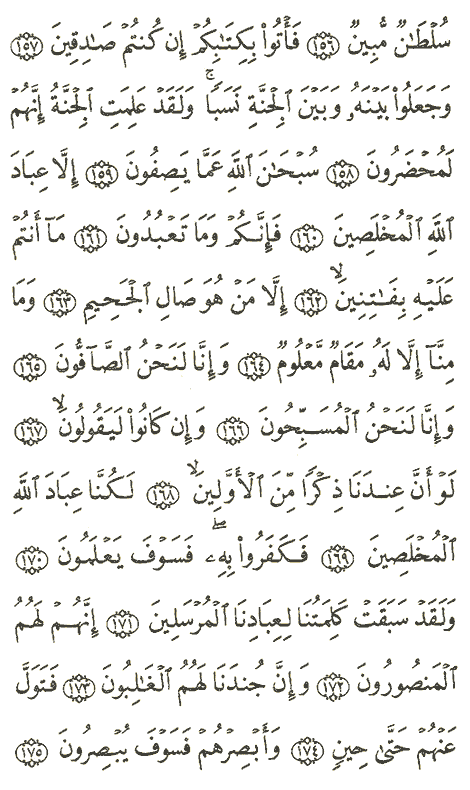 سُلْطَٰنٌ مُّبِينٌ ١٥٦ فَأْتُوا۟ بِكِتَٰبِكُمْ إِن كُنتُمْ صَٰدِقِينَ ١٥٧
وَجَعَلُوا۟ بَيْنَهُۥ وَبَيْنَ ٱلْجِنَّةِ نَسَبًا ۚ وَلَقَدْ عَلِمَتِ ٱلْجِنَّةُ إِنَّهُمْ
لَمُحْضَرُونَ ١٥٨ سُبْحَٰنَ ٱللَّهِ عَمَّا يَصِفُونَ ١٥٩ إِلَّا عِبَادَ
ٱللَّهِ ٱلْمُخْلَصِينَ ١٦٠ فَإِنَّكُمْ وَمَا تَعْبُدُونَ ١٦١ مَآ أَنتُمْ
عَلَيْهِ بِفَٰتِنِينَ ۙ ١٦٢ إِلَّا مَنْ هُوَ صَالِ ٱلْجَحِيمِ ١٦٣ وَمَا
مِنَّآ إِلَّا لَهُۥ مَقَامٌ مَّعْلُومٌ ١٦٤ وَإِنَّا لَنَحْنُ ٱلصَّآفُّونَ ١٦٥
وَإِنَّا لَنَحْنُ ٱلْمُسَبِّحُونَ ١٦٦ وَإِن كَانُوا۟ لَيَقُولُونَ ۙ ١٦٧
لَوْ أَنَّ عِندَنَا ذِكْرًا مِّنَ ٱلْأَوَّلِينَ ۙ ١٦٨ لَكُنَّا عِبَادَ ٱللَّهِ
ٱلْمُخْلَصِينَ ١٦٩ فَكَفَرُوا۟ بِهِۦ ۖ فَسَوْفَ يَعْلَمُونَ ١٧٠
وَلَقَدْ سَبَقَتْ كَلِمَتُنَا لِعِبَادِنَا ٱلْمُرْسَلِينَ ١٧١ إِنَّهُمْ لَهُمُ
ٱلْمَنصُورُونَ ١٧٢ وَإِنَّ جُندَنَا لَهُمُ ٱلْغَٰلِبُونَ ١٧٣ فَتَوَلَّ
عَنْهُمْ حَتَّىٰ حِينٍ ١٧٤ وَأَبْصِرْهُمْ فَسَوْفَ يُبْصِرُونَ ١٧٥